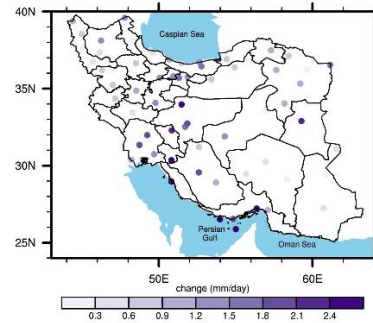 40N
Caspian Sea
35N
30N
25N
Persian
Gulf
Oman Sea
50E
60E
change (mm/day)
0.3 0.6 0.9 1.2 1.5 1.8 2.1 2.4